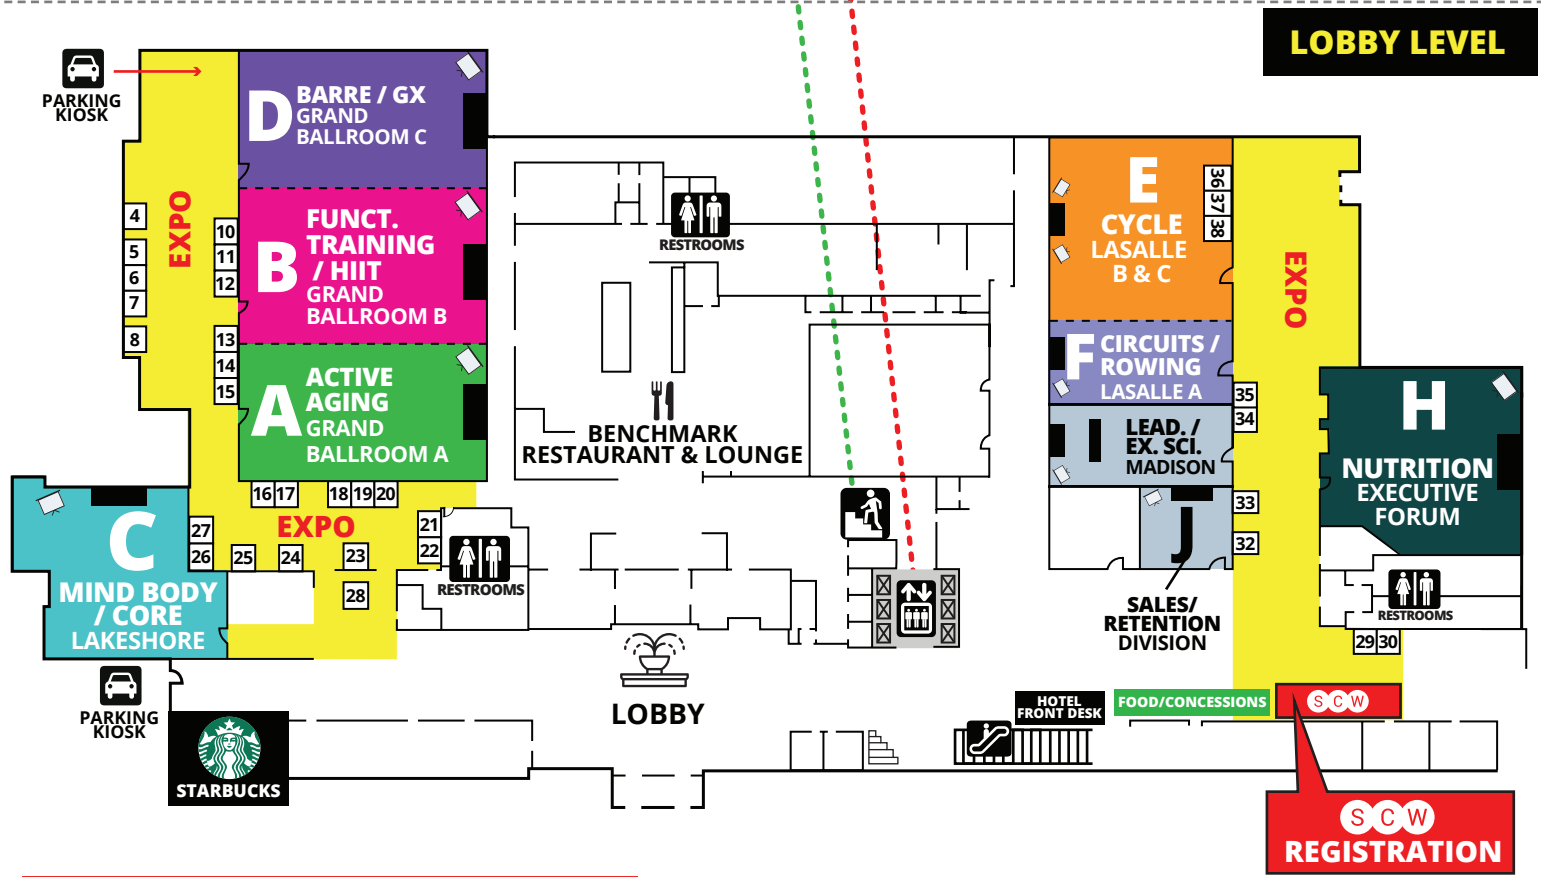 LOBBY LEVEL
PARKING
KIOSK
D
BARRE / GX
GRAND
BALLROOM C
EXPO
4
5
6
7
8
10
11
12
13
14
15
B
FUNCT.
TRAINING
/ HIIT
GRAND
BALLROOM B
A
ACTIVE
AGING
GRAND
BALLROOM A
16 17 18 19 20
EXPO
21
22
27
26
25
24
23
28
C
MIND BODY
/ CORE
LAKESHORE
RESTROOMS
PARKING
KIOSK
STARBUCKS
RESTROOMS
BENCHMARK
RESTAURANT & LOUNGE
LOBBY
E
CYCLE
LASALLE
B & C
36 37 38
EXPO
F
CIRCUITS /
ROWING
LASALLE A
35
34
LEAD. /
EX. SCI.
MADISON
33
32
J
SALES/
RETENTION
DIVISION
H
NUTRITION
EXECUTIVE
FORUM
RESTROOMS
29 30
HOTEL
FRONT DESK
FOOD/CONCESSIONS
SCW
SCW
REGISTRATION